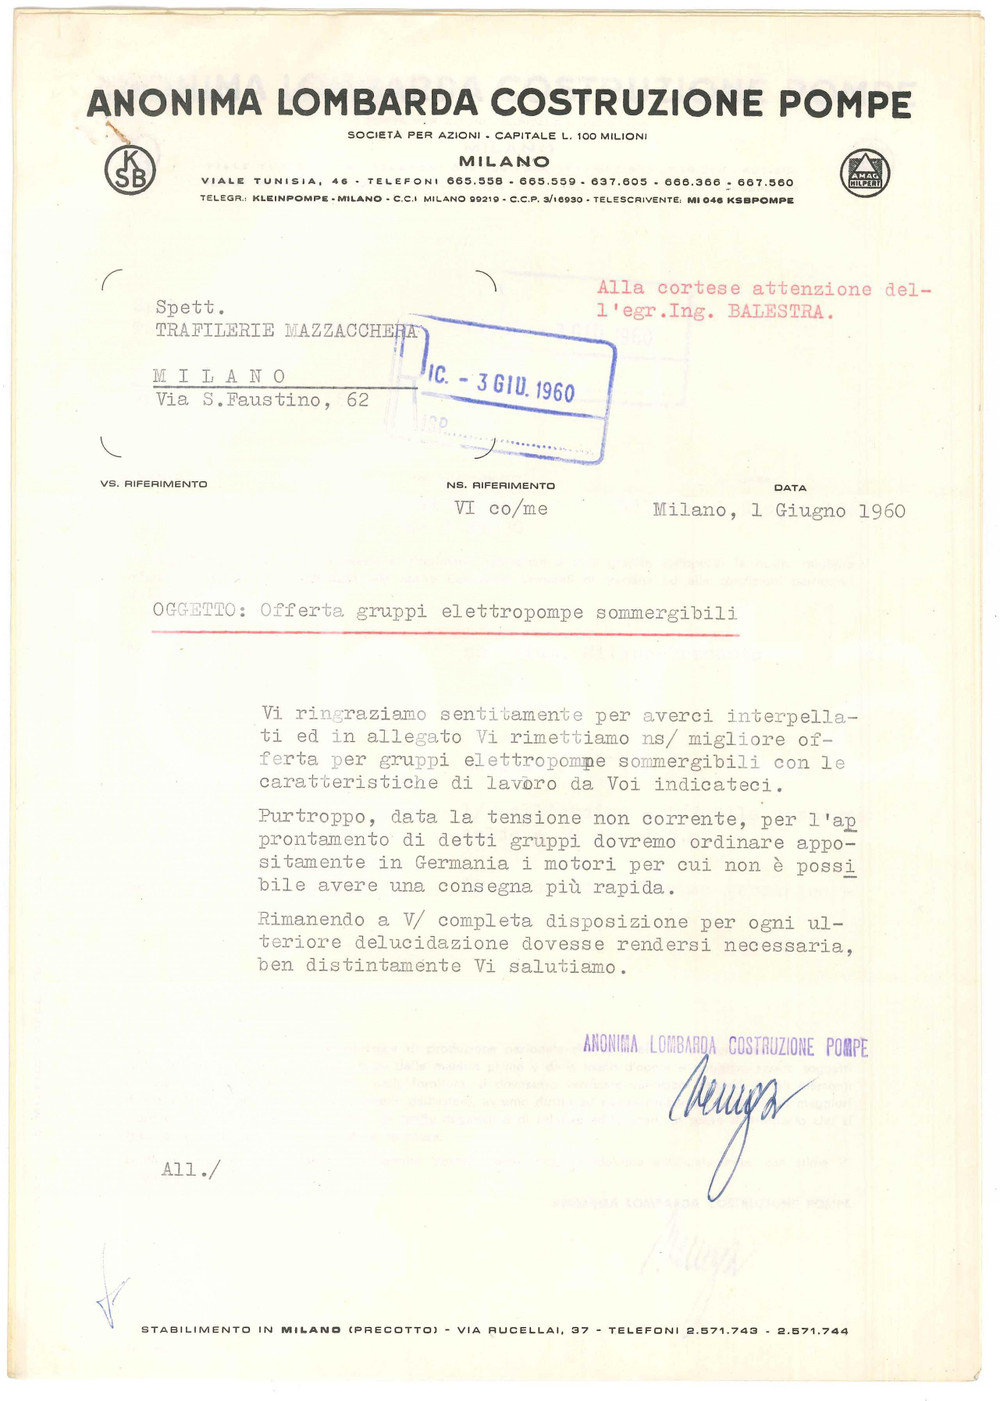 ANONIMA LOMBARDA COSTRUZIONE POMPE
SOCIETÀ PER AZIONI - CAPITALE L. 100 MILIONI
KSB
MILANO
AMAG
HILPERT
VIALE TUNISIA, 46 - TELEFONI 665.558 - 665.559 - 637.605 - 666.366 - 667.560
TELEGR.: KLEINPOMPE - MILANO - C.C.I. MILANO 99219 - C.C.P. 3/16930 - TELESCRIVENTE: MI 046 KSBPOMPE
Alla cortese attenzione del-
l'egr.Ing. BALESTRA.
Spett.
TRAFILERIE MAZZACCHERA
M I L A N O
Via S.Faustino, 62
IC. - 3 GIU. 1960
ISP.
VS. RIFERIMENTO
NS. RIFERIMENTO
DATA
VI co/me
Milano, 1 Giugno 1960
OGGETTO: Offerta gruppi elettropompe sommergibili
Vi ringraziamo sentitamente per averci interpella-
ti ed in allegato Vi rimettiamo ns/ migliore of-
ferta per gruppi elettropompe sommergibili con le
caratteristiche di lavoro da Voi indicateci.
Purtroppo, data la tensione non corrente, per l'ap
prontamento di detti gruppi dovremo ordinare appo-
sitamente in Germania i motori per cui non è possi
bile avere una consegna più rapida.
Rimanendo a V/ completa disposizione per ogni ul-
teriore delucidazione dovesse rendersi necessaria,
ben distintamente Vi salutiamo.
ANONIMA LOMBARDA COSTRUZIONE POMPE
All./
STABILIMENTO IN MILANO (PRECOTTO) - VIA RUCELLAI, 37 - TELEFONI 2.571.743 - 2.571.744